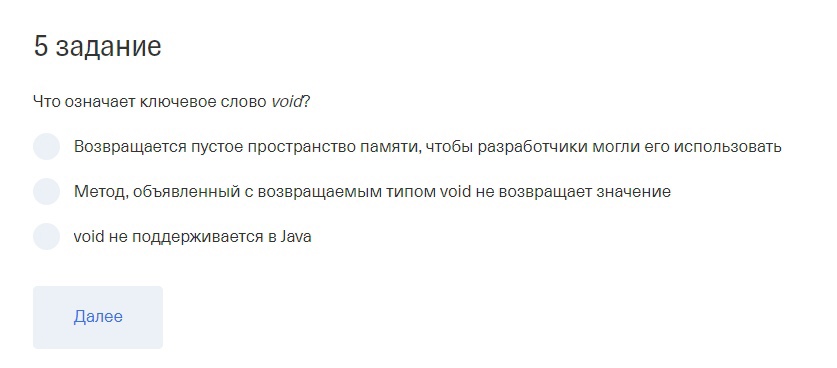 5 задание
Что означает ключевое слово void?
Возвращается пустое пространство памяти, чтобы разработчики могли его использовать
Метод, объявленный с возвращаемым типом void не возвращает значение
void не поддерживается в Java
Далее